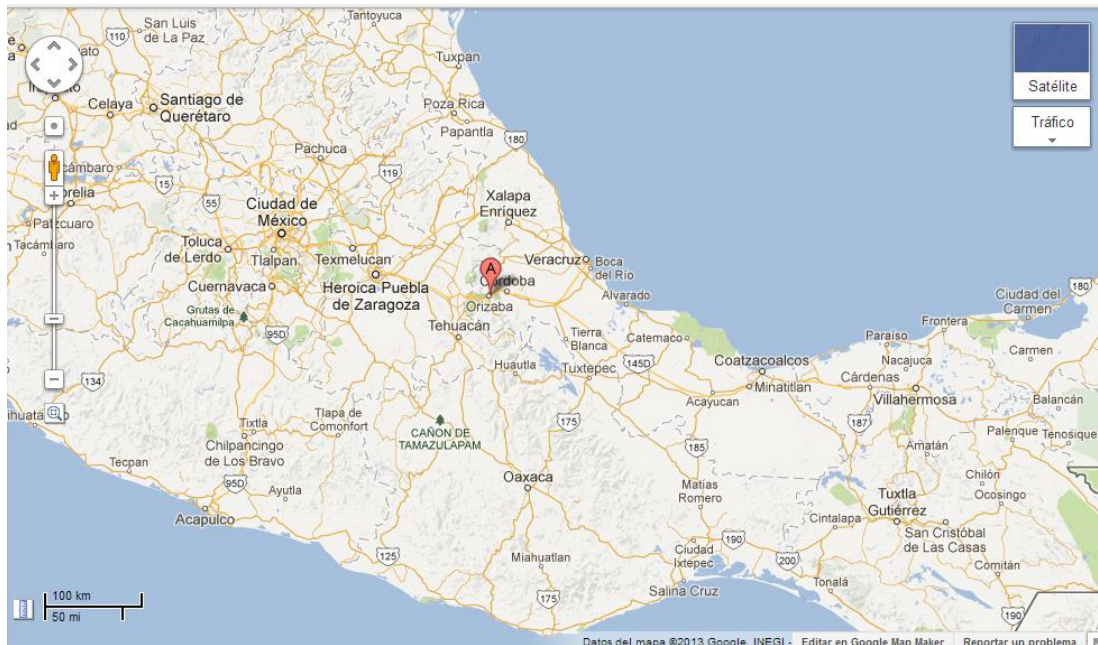 Tantoyuca
San Luis
de La Paz
110
Tuxpan
Satélite
Celaya
Santiago de
Querétaro
Poza Rica
Papantla
180
Tráfico
Pachuca
119
15
55
Ciudad de
México
Xalapa
Enríquez
Patzcuaro
Tacámbaro
Toluca
de Lerdo
Tlalpan
Texmelucan
Veracruz
Boca
del Río
A
Córdoba
Cuernavaca
Heroica Puebla
de Zaragoza
Orizaba
Alvarado
180
Ciudad del
Carmen
Grutas de
Cacahuamilpa
95D
Tehuacán
Tierra
Blanca
Catemaco
Frontera
Paraiso
Carmen
Huautla
Tuxtepec
145D
Coatzacoalcos
Nacajuca
134
Minatitlan
Cárdenas
Villahermosa
Acayucan
Balancán
Tixtla
Tlapa de
Comonfort
CAÑON DE
TAMAZULAPAM
175
187
Chilpancingo
de Los Bravo
185
Amatán
Palenque
Tenosique
Tecpan
95D
Ayutla
Oaxaca
Matías
Romero
Chilón
Ocosingo
Acapulco
Tuxtla
Gutiérrez
Cintalapa
San Cristóbal
de Las Casas
125
Miahuatlan
Ciudad
Ixtepec
190
200
Comitán
Tonalá
Salina Cruz
175
190
100 km
50 mi
Datos del mapa ©2013 Google, INEGI -
Editar en Google Map Maker
Reportar un problema